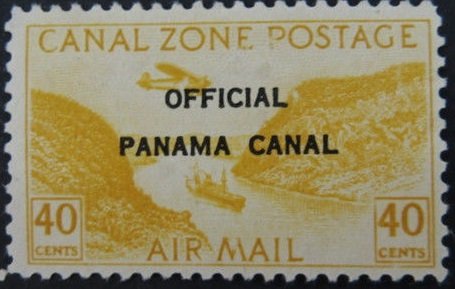 CANAL ZONE POSTAGE
OFFICIAL
PANAMA CANAL
40
CENTS
40
CENTS
AIR MAIL